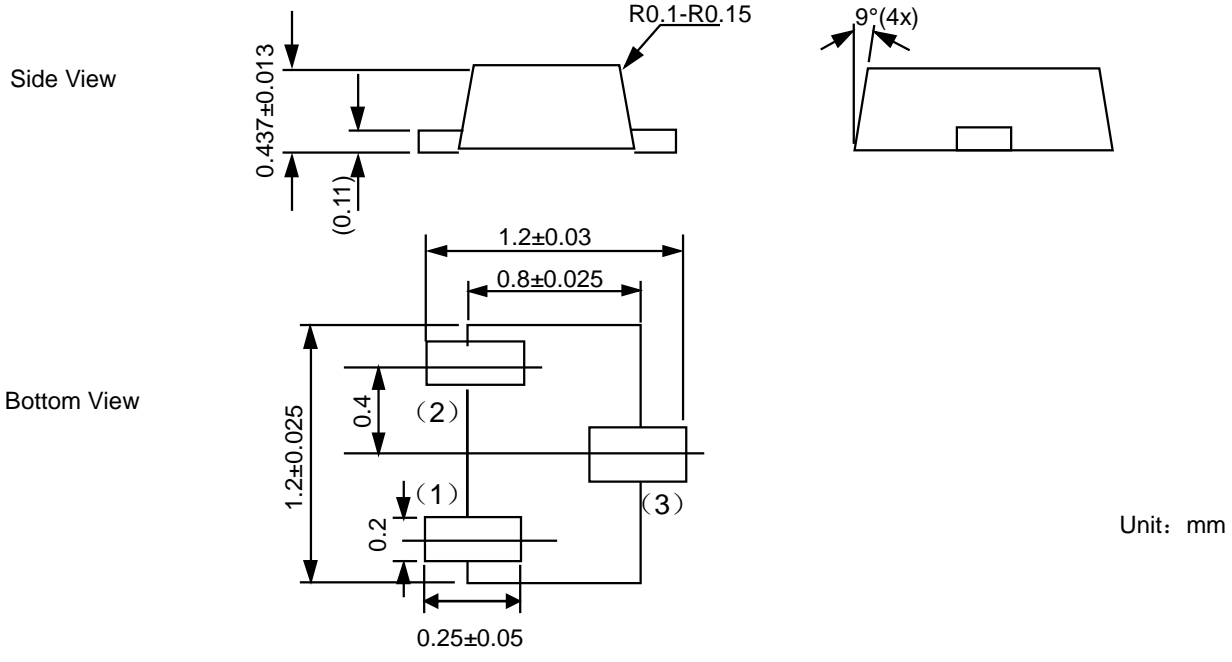 R0.1-R0.15
9°(4x)
Side View
0.437±0.013
(0.11)
1.2±0.03
0.8±0.025
Bottom View
1.2±0.025
0.4
（2）
（1）
（3）
0.2
Unit：mm
0.25±0.05